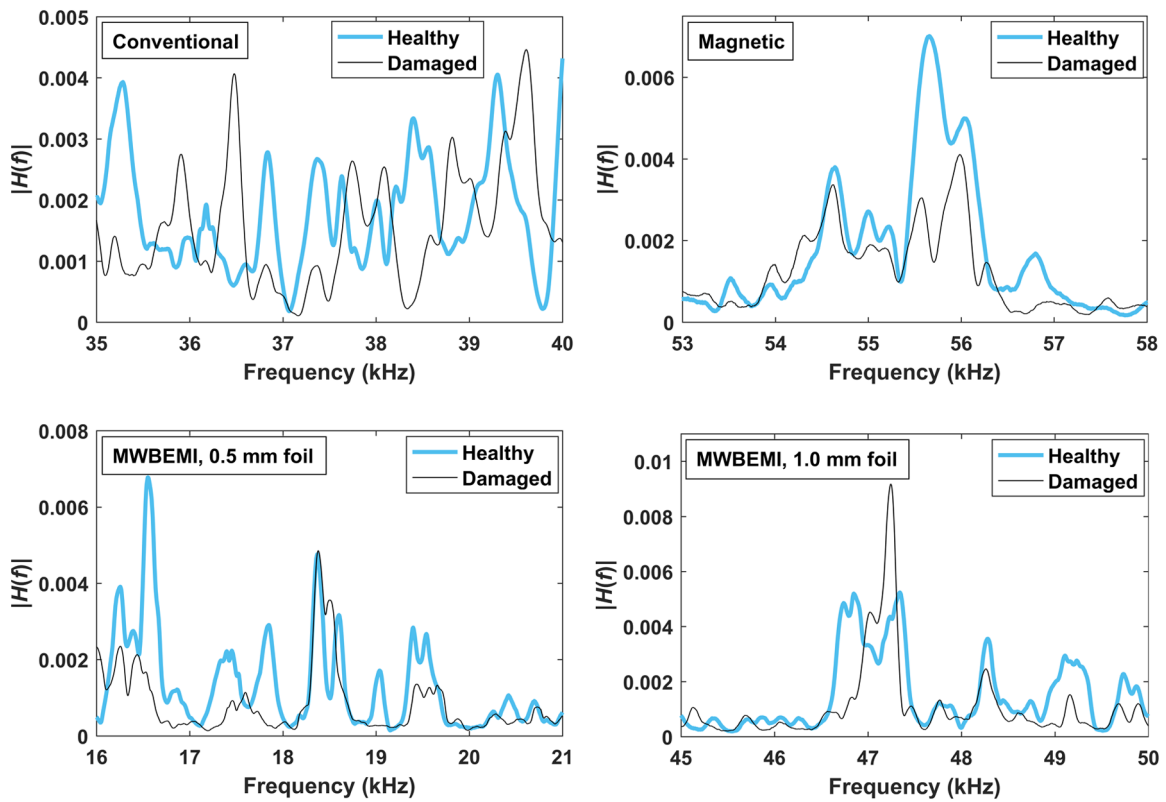 Conventional
Healthy
Damaged
|H(f)|
0.005
0.004
0.003
0.002
0.001
0
35 36 37 38 39 40
Frequency (kHz)
Magnetic
Healthy
Damaged
|H(f)|
0.006
0.004
0.002
0
53 54 55 56 57 58
Frequency (kHz)
MWBEMI, 0.5 mm foil
Healthy
Damaged
|H(f)|
0.008
0.006
0.004
0.002
0
16 17 18 19 20 21
Frequency (kHz)
MWBEMI, 1.0 mm foil
Healthy
Damaged
|H(f)|
0.01
0.008
0.006
0.004
0.002
0
45 46 47 48 49 50
Frequency (kHz)